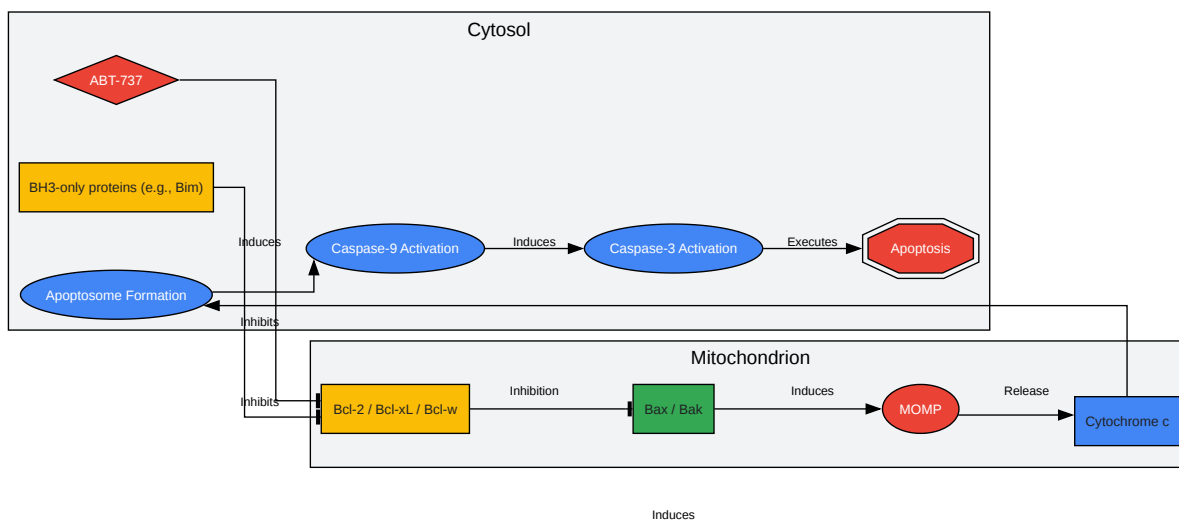 Cytosol
ABT-737
BH3-only proteins (e.g., Bim)
Induces
Caspase-9 Activation
Induces
Caspase-3 Activation
Executes
Apoptosis
Apoptosome Formation
Inhibits
Mitochondrion
Inhibits
Bcl-2 / Bcl-xL / Bcl-w
Inhibition
Bax / Bak
Induces
MOMP
Release
Cytochrome c
Induces